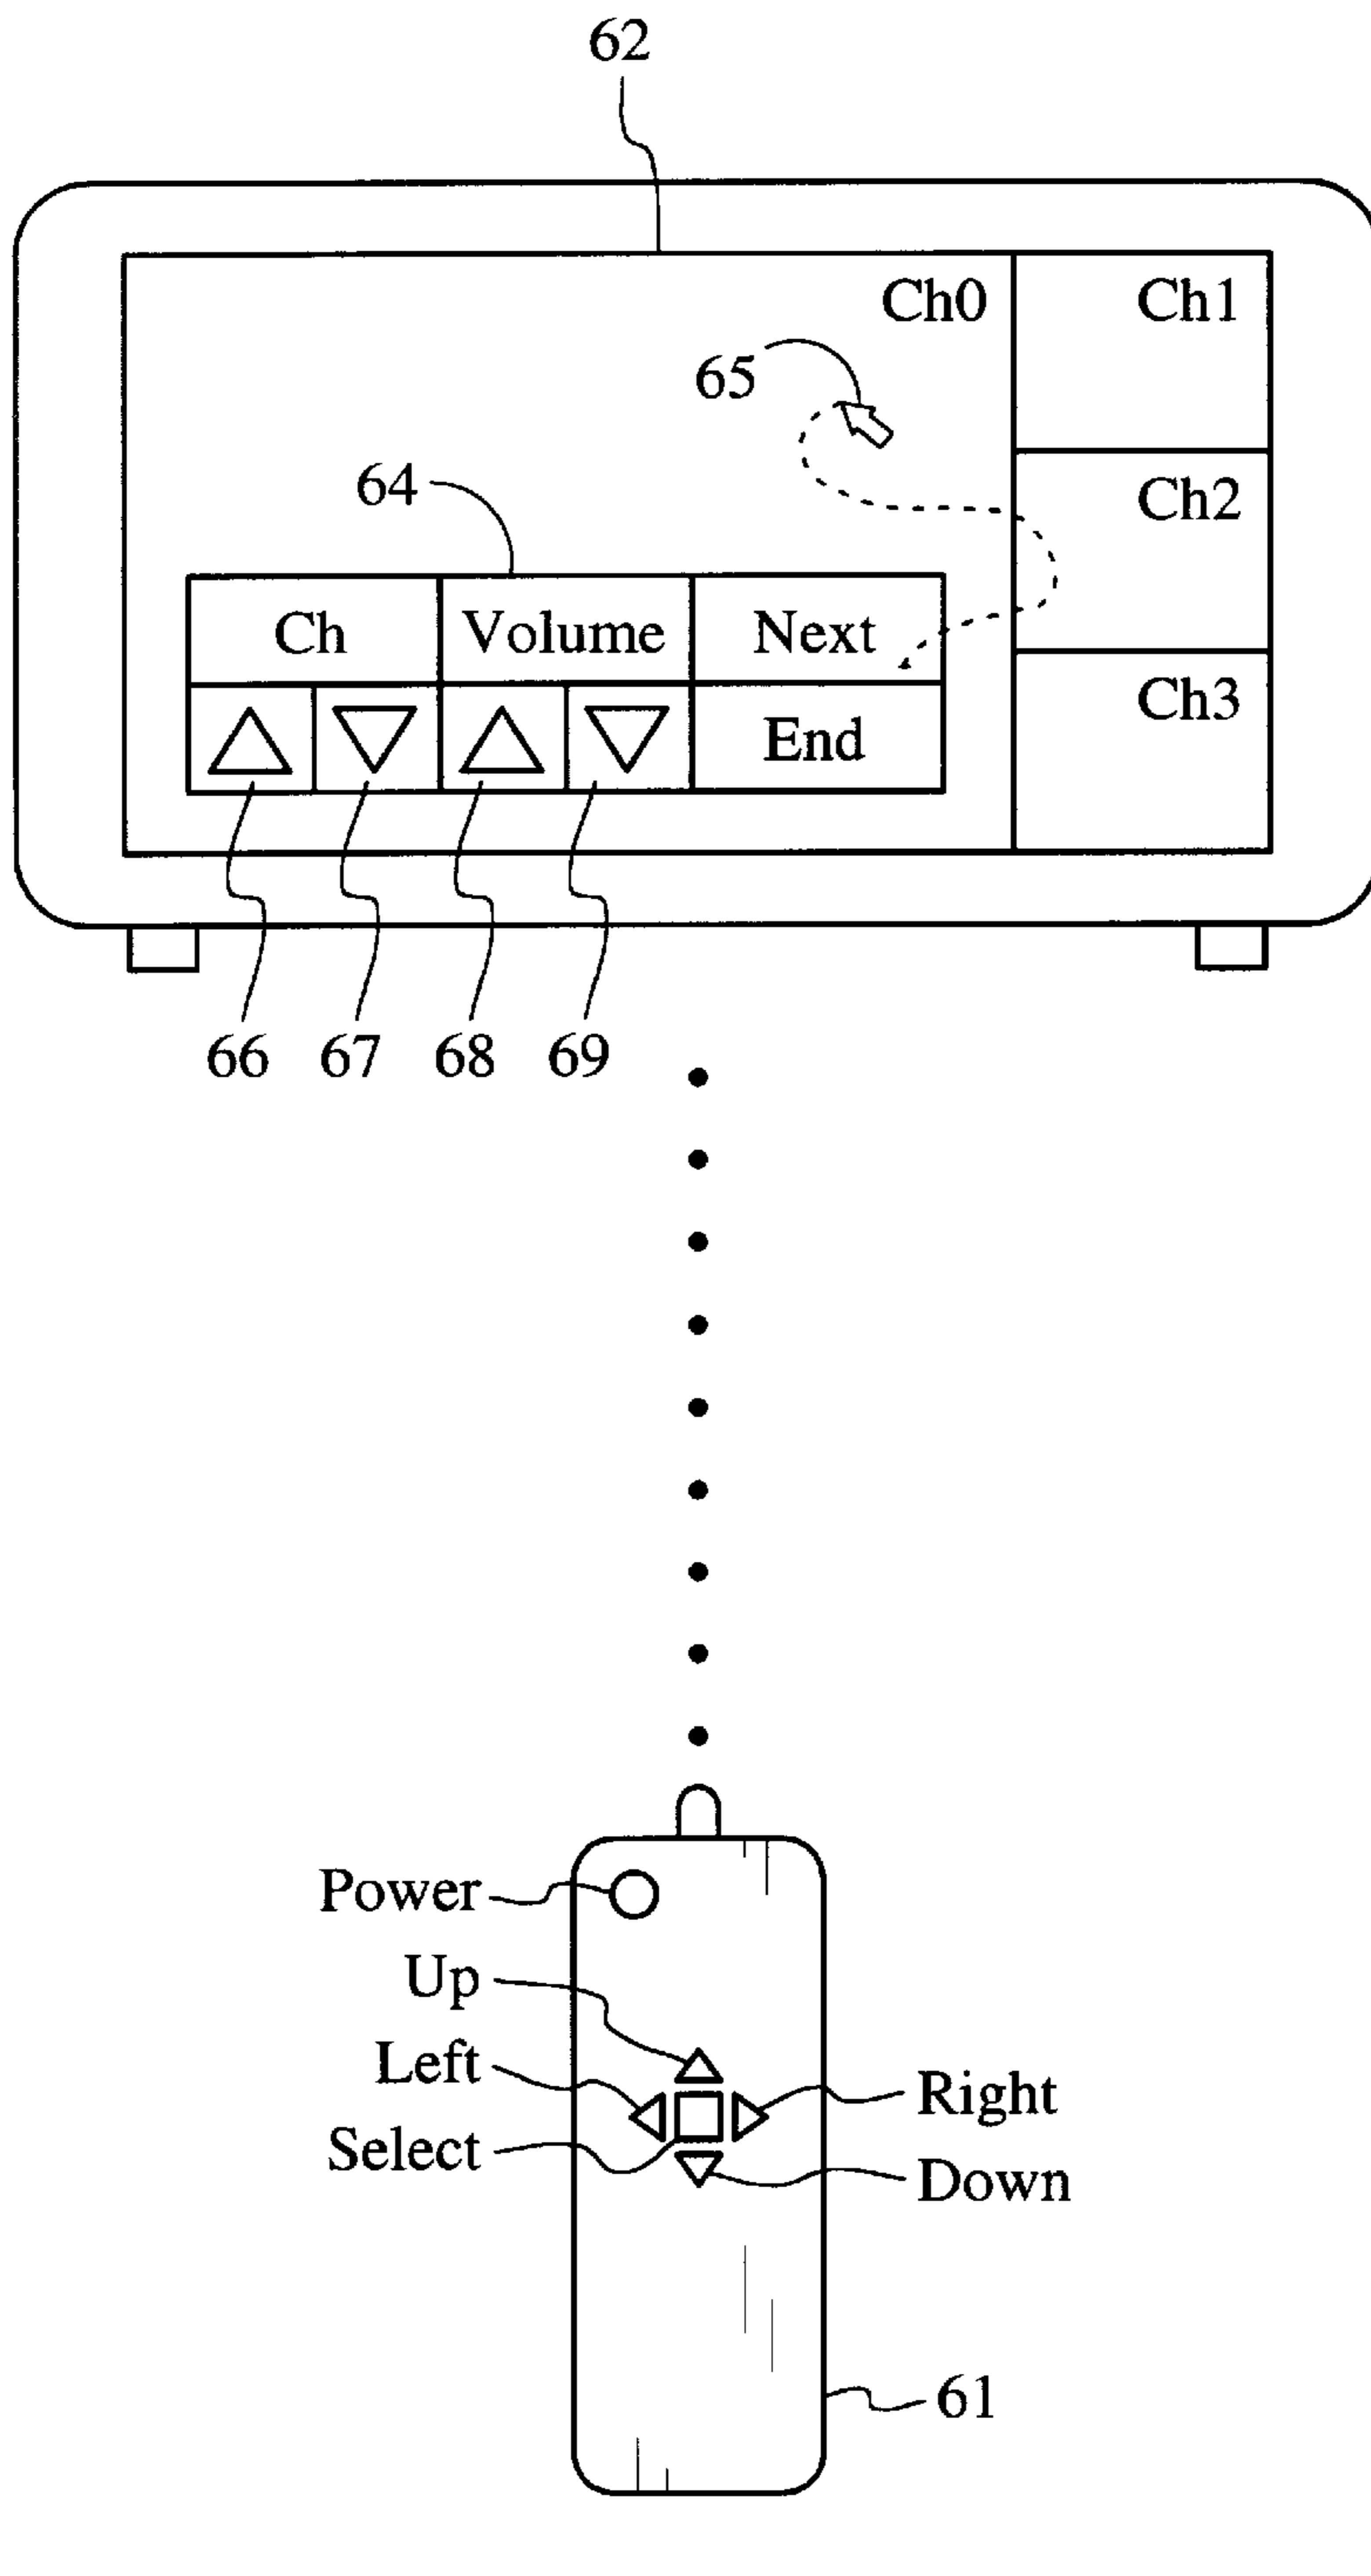 62
Ch0
Ch1
65
64
Ch2
Ch
Volume
Next
End
Ch3
66
67
68
69
Power
Up
Left
Right
Select
Down
61